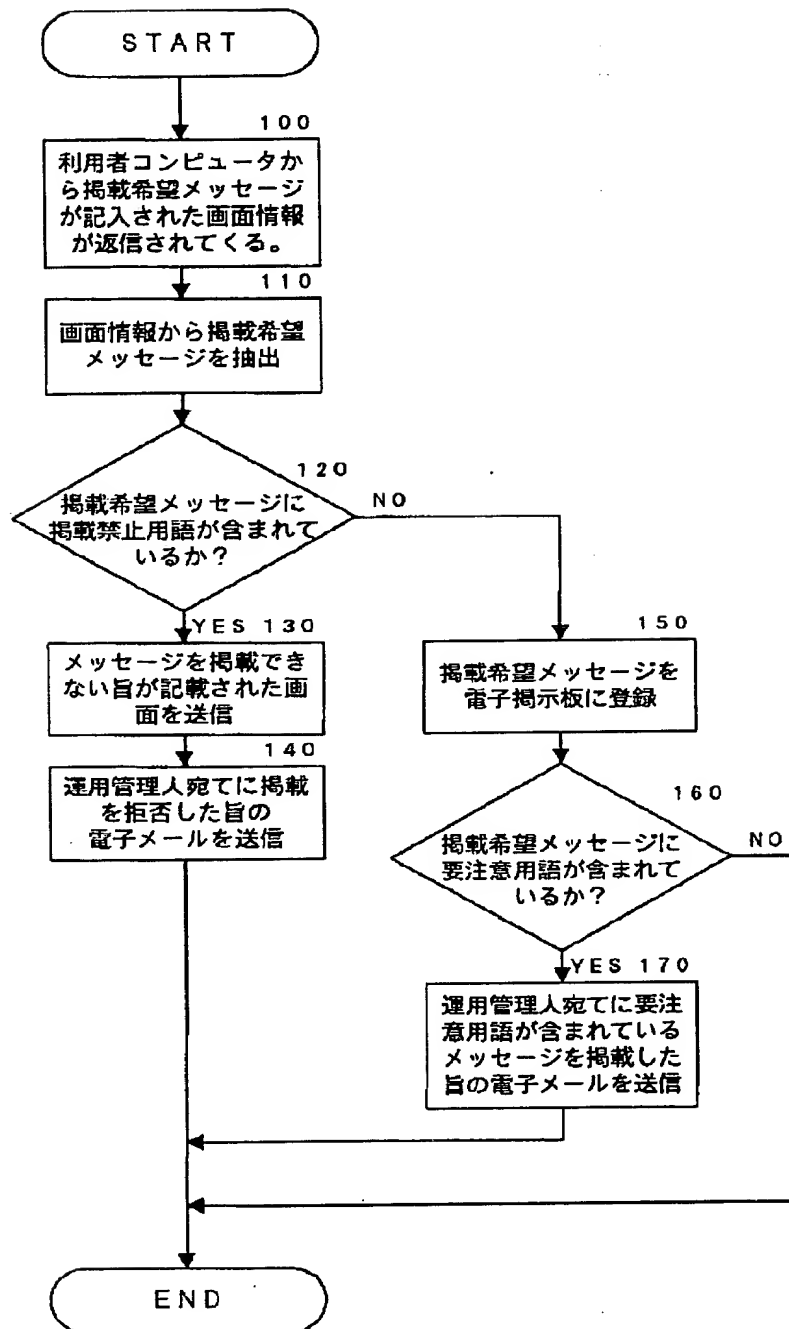 START
100
利用者コンピュータか
ら掲載希望メッセージ
が記入された画面情報
が返信されてくる。
110
画面情報から掲載希望
メッセージを抽出
120
掲載希望メッセージに
掲載禁止用語が含まれて
いるか?
NO
YES 130
メッセージを掲載でき
ない旨が記載された画
面を送信
140
運用管理人宛てに掲載
を拒否した旨の
電子メールを送信
150
掲載希望メッセージを
電子掲示板に登録
160
掲載希望メッセージに
要注意用語が含まれて
いるか?
NO
YES 170
運用管理人宛てに要注
意用語が含まれている
メッセージを掲載した
旨の電子メールを送信
END